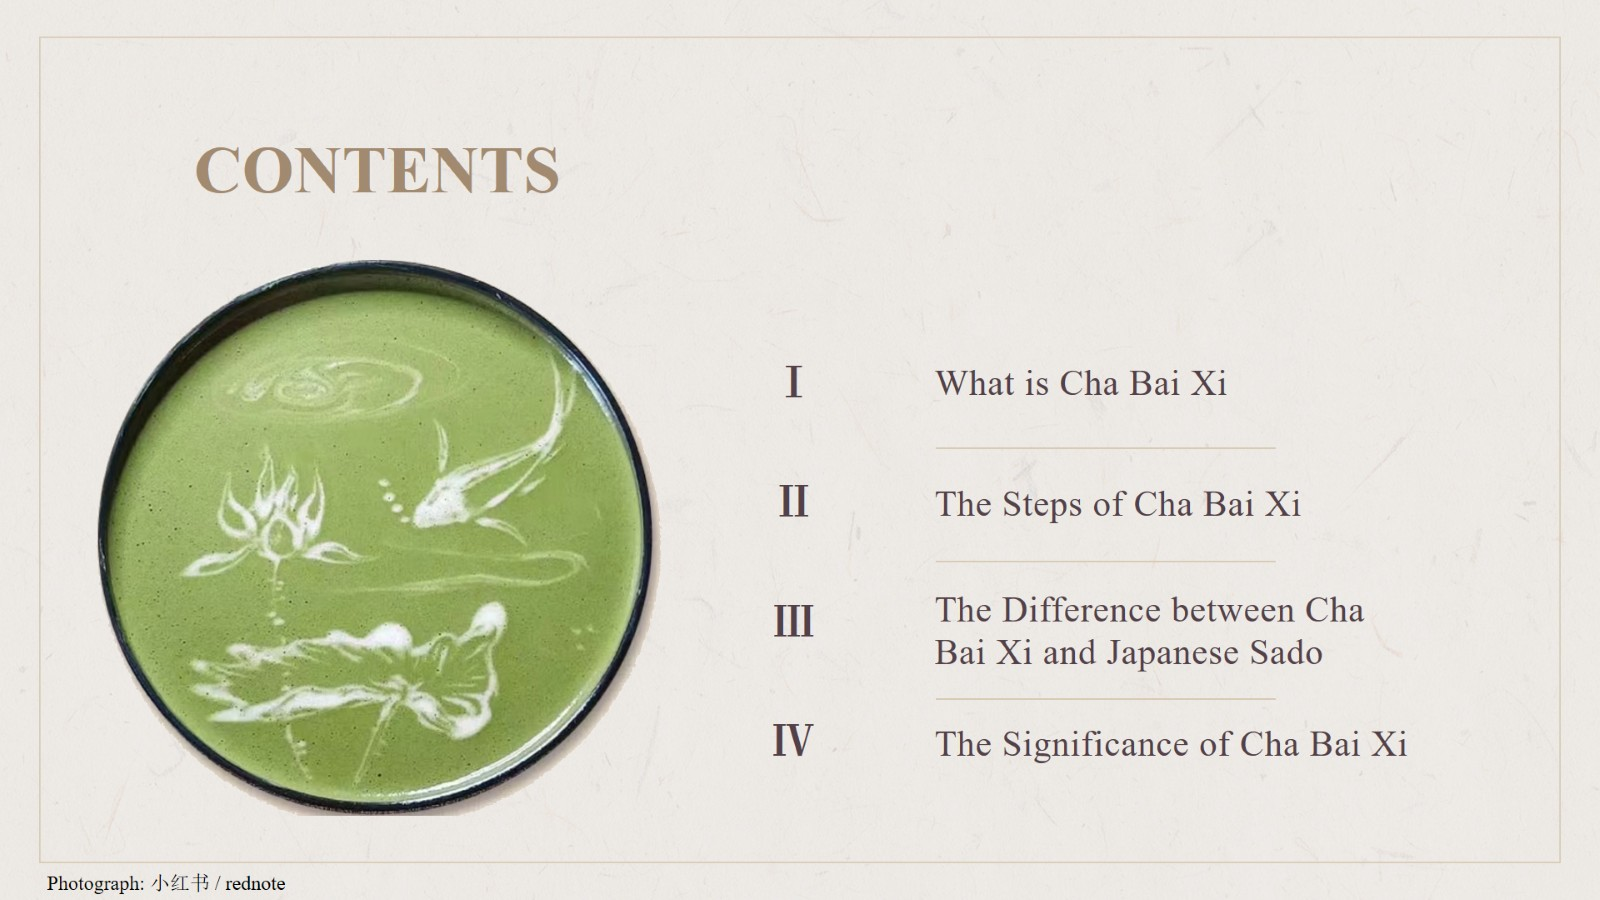 CONTENTS
I
What is Cha Bai Xi
II
The Steps of Cha Bai Xi
III
The Difference between Cha
Bai Xi and Japanese Sado
IV
The Significance of Cha Bai Xi
Photograph: 小红书 / rednote